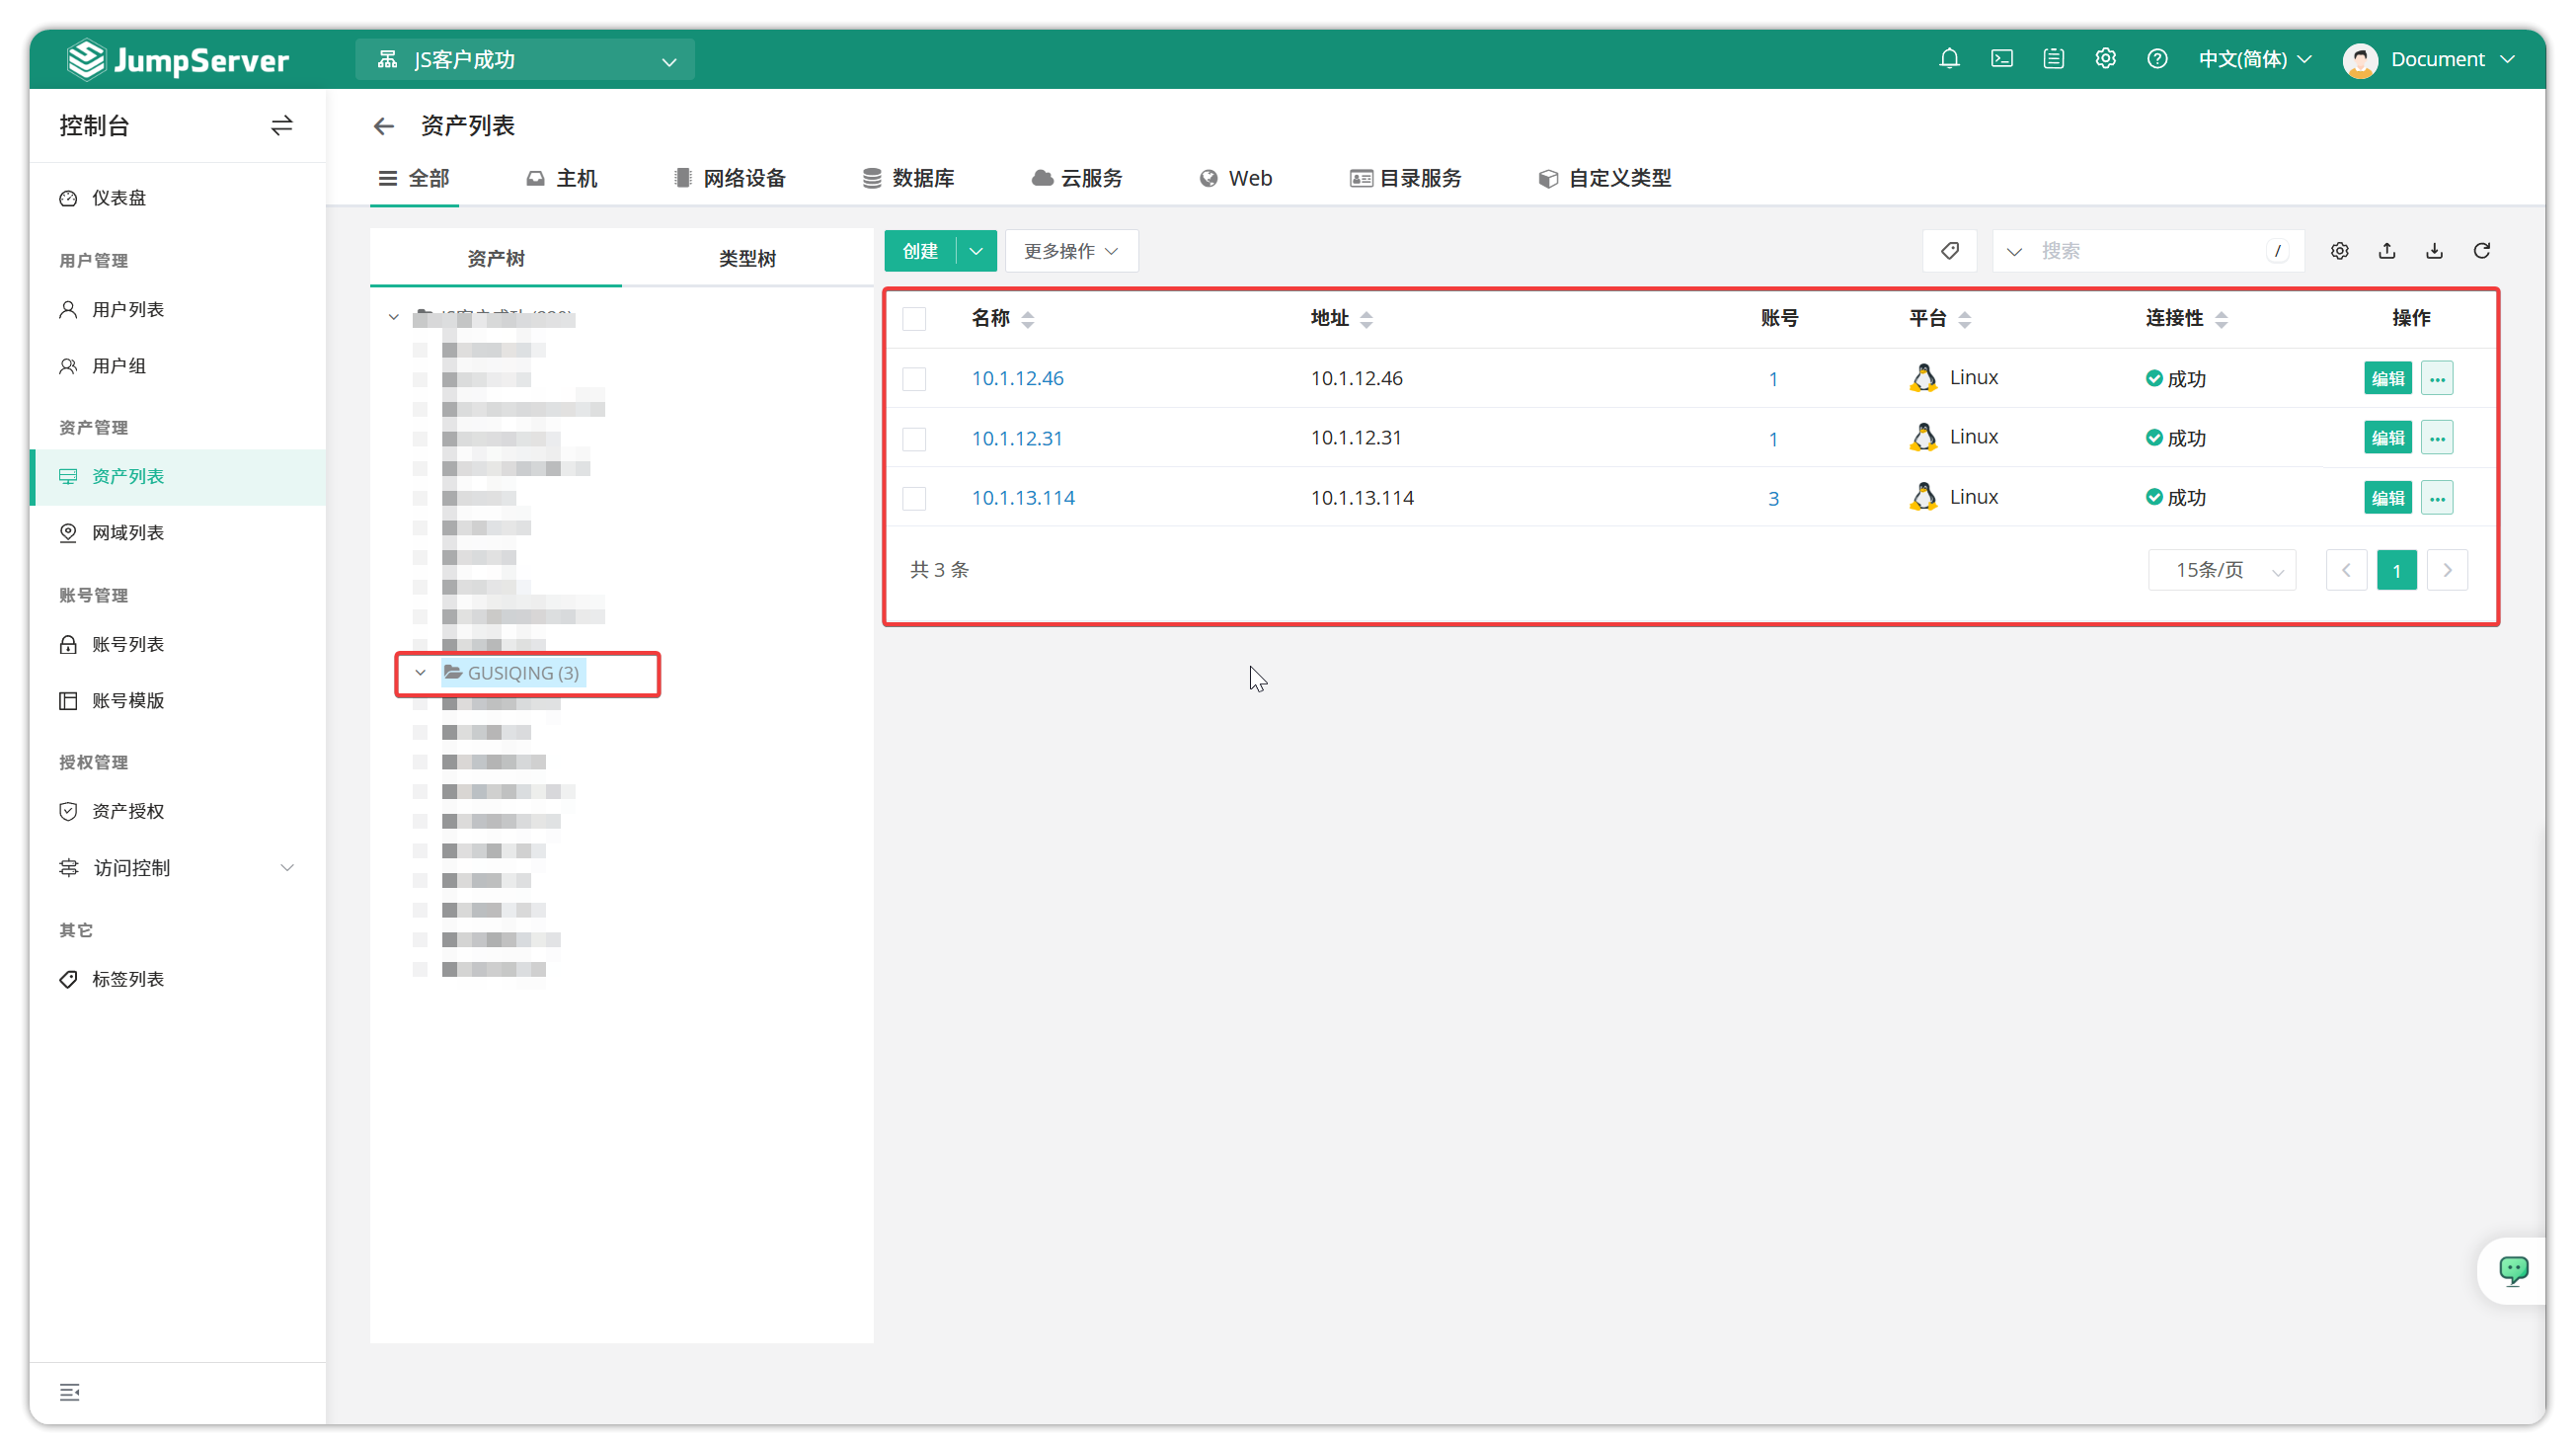 JumpServer
JS客户成功
中文(简体)
Document
控制台
仪表盘
用户管理
用户列表
用户组
资产管理
资产列表
网域列表
账号管理
账号列表
账号模版
授权管理
资产授权
访问控制
其它
标签列表
资产列表
全部 主机 网络设备 数据库 云服务 Web 目录服务 自定义类型
资产树 类型树
GUSIQING (3)
创建 更多操作 搜索 /
名称 地址 账号 平台 连接性 操作
10.1.12.46 10.1.12.46 1 Linux 成功 编辑 ...
10.1.12.31 10.1.12.31 1 Linux 成功 编辑 ...
10.1.13.114 10.1.13.114 3 Linux 成功 编辑 ...
共 3 条 15条/页 1